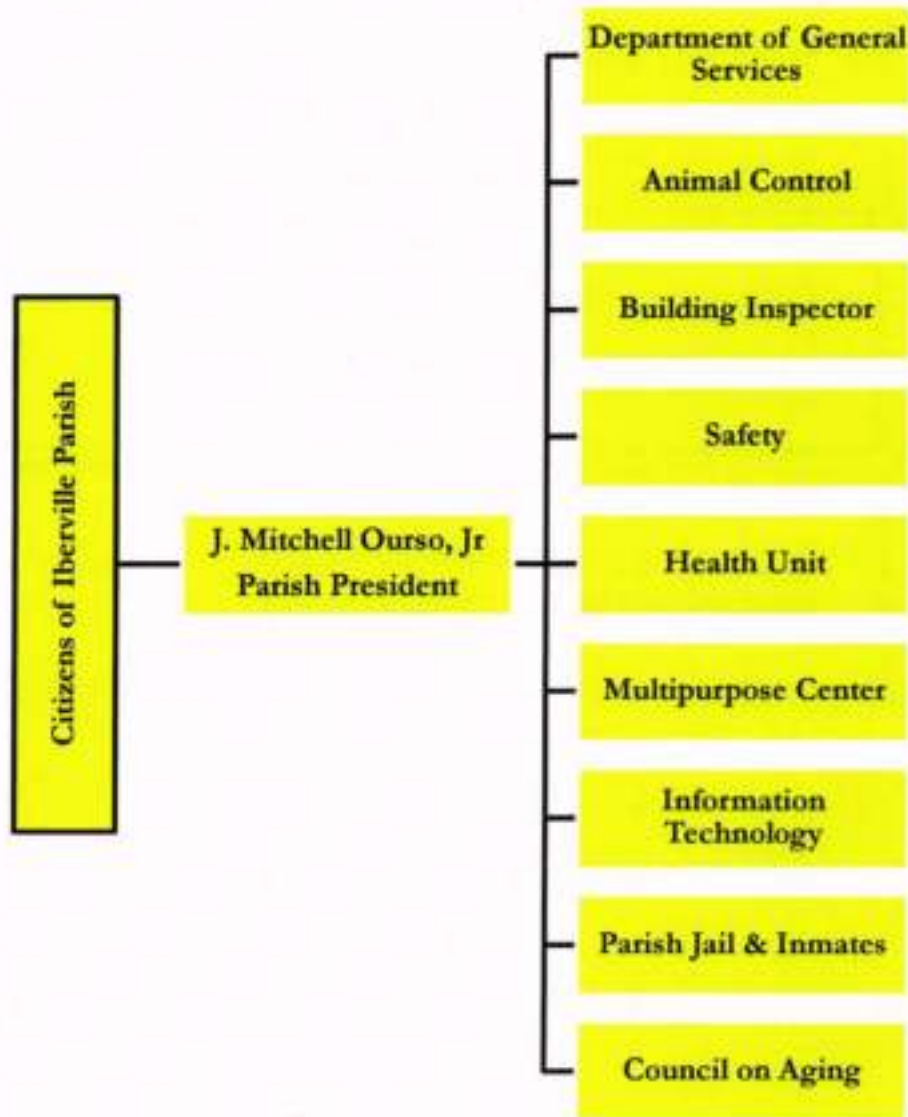 Citizens of Iberville Parish
J. Mitchell Ourso, Jr
Parish President
Department of General
Services
Animal Control
Building Inspector
Safety
Health Unit
Multipurpose Center
Information
Technology
Parish Jail & Inmates
Council on Aging